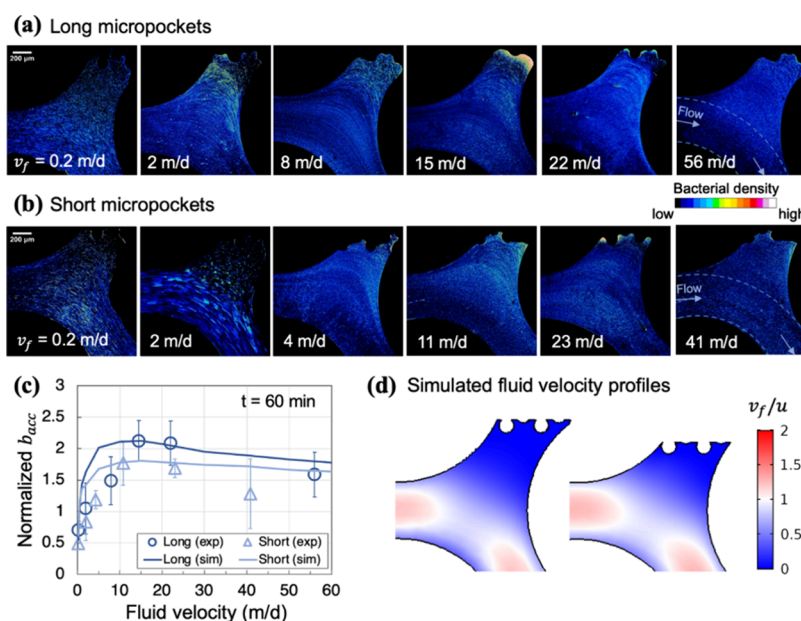 (a) Long micropockets
200 μm
v_f = 0.2 m/d
2 m/d
8 m/d
15 m/d
22 m/d
Flow
56 m/d
(b) Short micropockets
Bacterial density
low
high
200 μm
v_f = 0.2 m/d
2 m/d
4 m/d
11 m/d
23 m/d
Flow
41 m/d
(c)
t = 60 min
Normalized b_acc
3
2.5
2
1.5
1
0.5
0
0 10 20 30 40 50 60
Fluid velocity (m/d)
Long (exp)
Short (exp)
Long (sim)
Short (sim)
(d) Simulated fluid velocity profiles
v_f/u
2
1.5
1
0.5
0